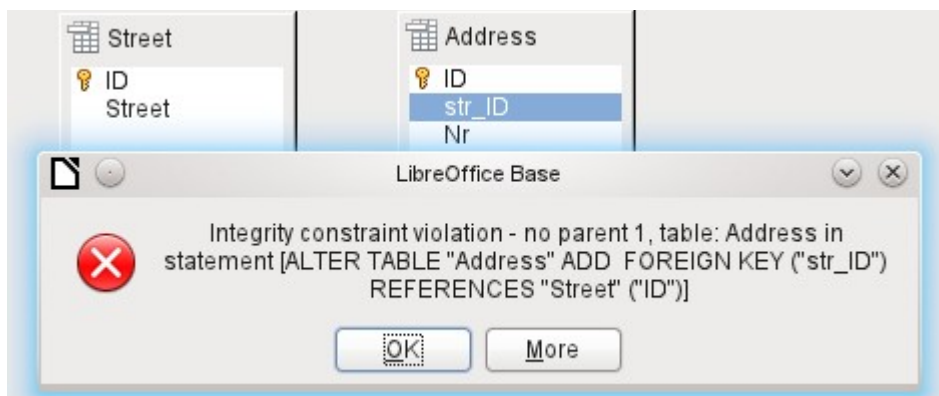 Street
Address
ID
ID
Street
str_ID
Nr
LibreOffice Base
Integrity constraint violation - no parent 1, table: Address in
statement [ALTER TABLE "Address" ADD  FOREIGN KEY ("str_ID")
REFERENCES "Street" ("ID")]
OK
More